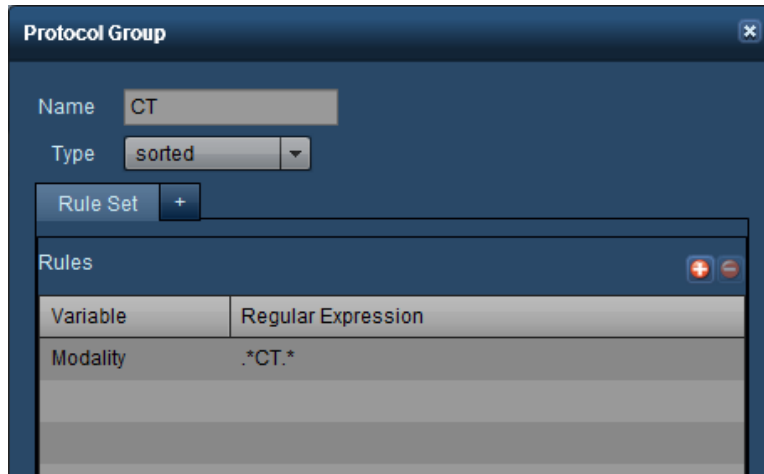 Protocol Group
Name CT
Type sorted
Rule Set +
Rules
Variable Regular Expression
Modality .*CT.*